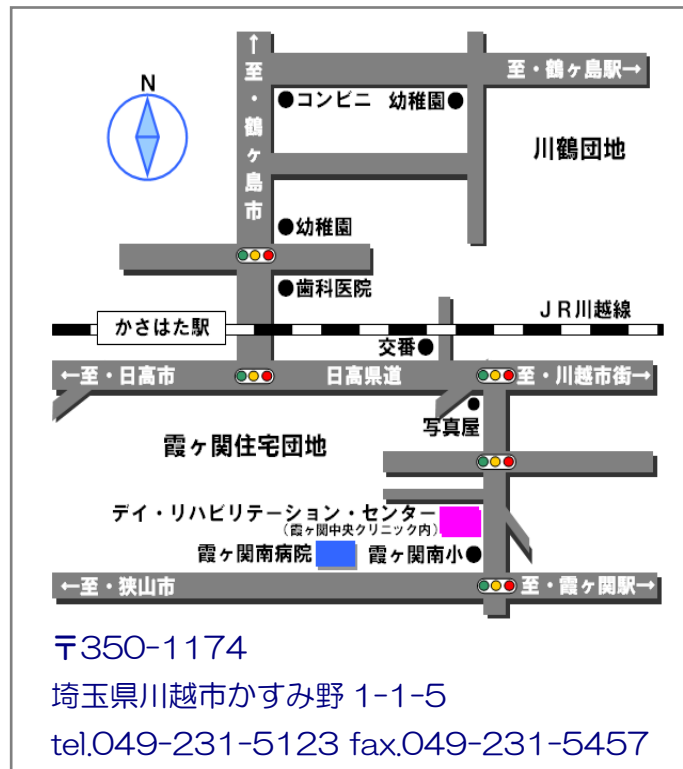 ↑至・鶴ヶ島市
至・鶴ヶ島駅→
N
●コンビニ 幼稚園●
川鶴団地
●幼稚園
●歯科医院
JR川越線
かさはた駅
交番●
←至・日高市 日高県道 至・川越市街→
写真屋
霞ヶ関住宅団地
デイ・リハビリテーション・センター
(霞ヶ関中央クリニック内)
霞ヶ関南病院 霞ヶ関南小●
←至・狭山市 至・霞ヶ関駅→
〒350-1174
埼玉県川越市かすみ野 1-1-5
tel.049-231-5123 fax.049-231-5457